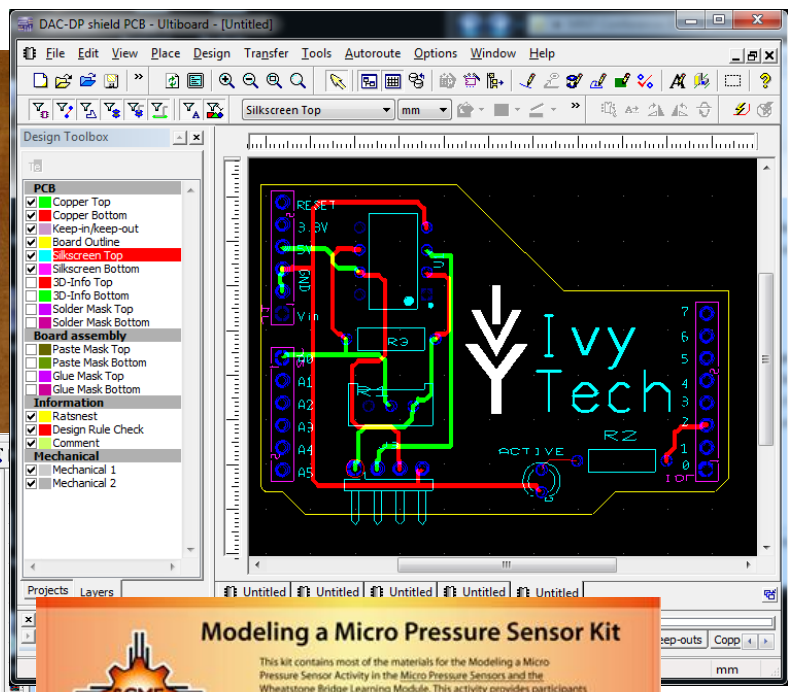 DAC-DP shield PCB - Ultiboard - [Untitled]
File Edit View Place Design Transfer Tools Autoroute Options Window Help
Silkscreen Top mm
Design Toolbox
PCB
Copper Top
Copper Bottom
Keep-in/keep-out
Board Outline
Silkscreen Top
Silkscreen Bottom
3D-Info Top
3D-Info Bottom
Solder Mask Top
Solder Mask Bottom
Board assembly
Paste Mask Top
Paste Mask Bottom
Glue Mask Top
Glue Mask Bottom
Information
Ratsnest
Design Rule Check
Comment
Mechanical
Mechanical 1
Mechanical 2
Projects Layers
RESET
3.3V
5V
GND
Vin
A0
A1
A2
A3
A4
A5
R3
R1
Ivy
Tech
ACTIVE
R2
7
6
5
4
3
2
1
0
Untitled Untitled Untitled Untitled Untitled
eep-outs Copp
mm
Modeling a Micro Pressure Sensor Kit
This kit contains most of the materials for the Modeling a Micro
Pressure Sensor Activity in the Micro Pressure Sensors and the
Wheatstone Bridge Learning Module. This activity provides participants
SCME